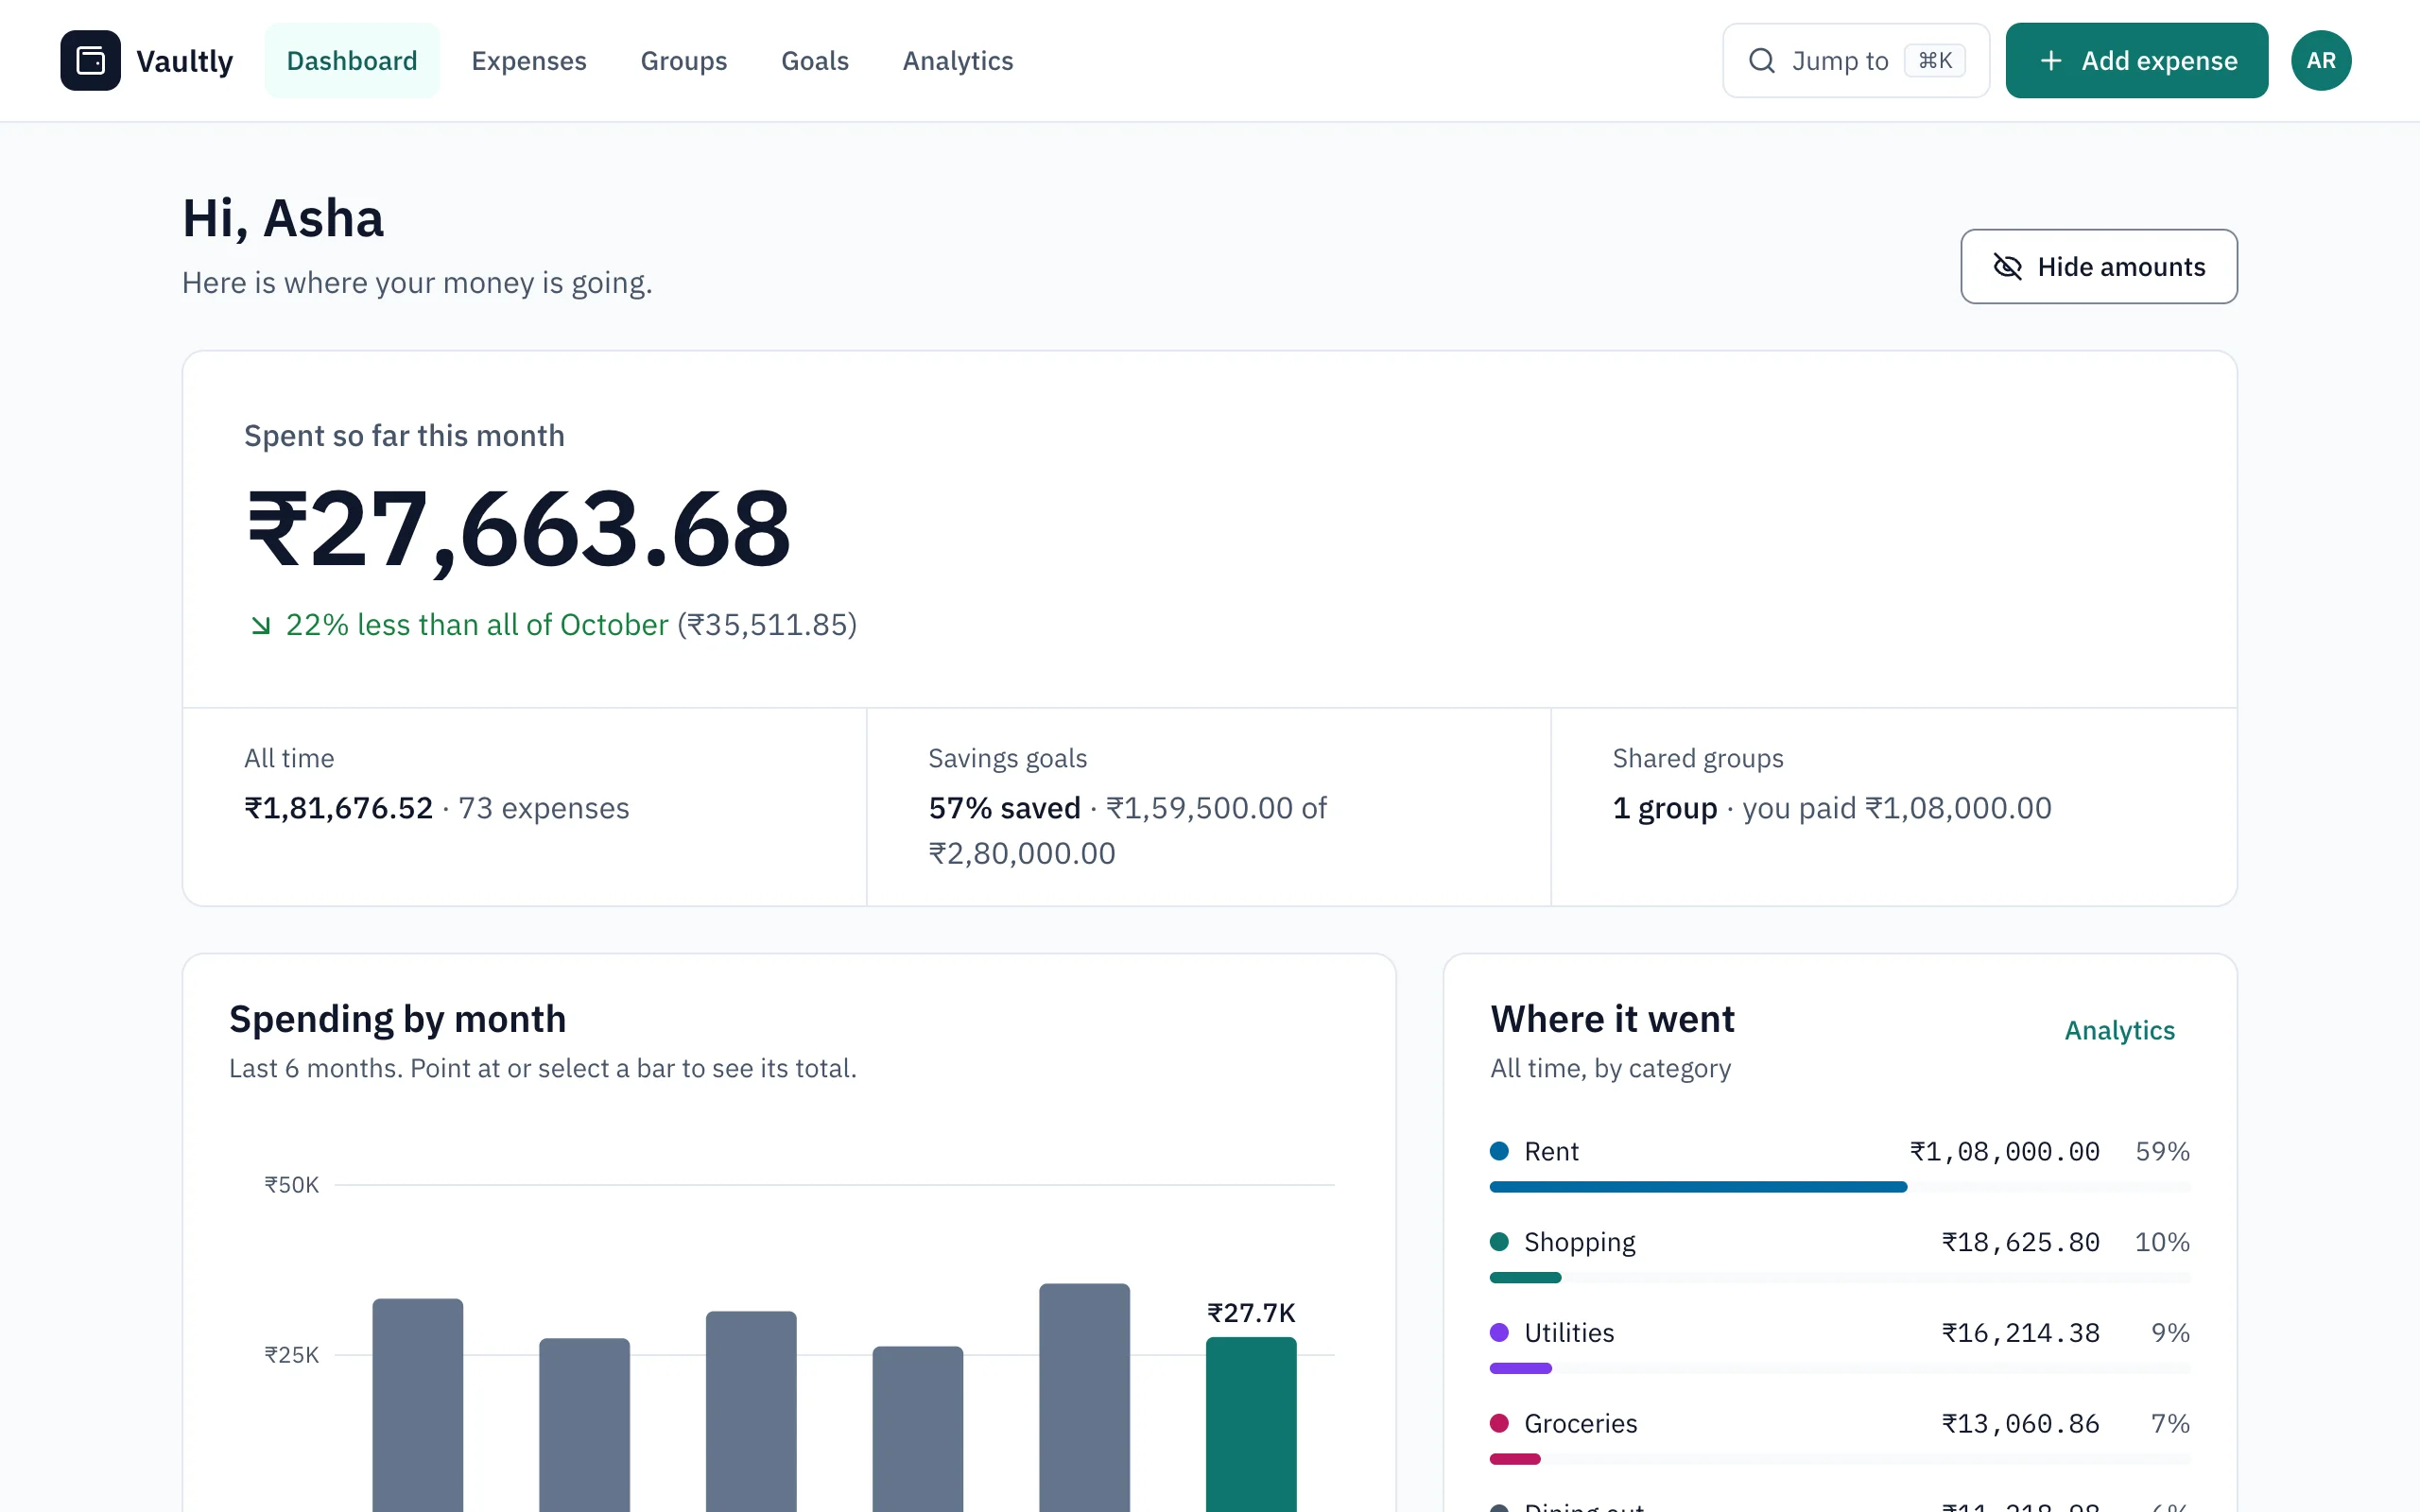 Vaultly
Dashboard
Expenses
Groups
Goals
Analytics
Jump to ⌘K
Add expense
AR
Hi, Asha
Here is where your money is going.
Hide amounts
Spent so far this month
₹27,663.68
22% less than all of October (₹35,511.85)
All time
₹1,81,676.52 · 73 expenses
Savings goals
57% saved · ₹1,59,500.00 of
₹2,80,000.00
Shared groups
1 group · you paid ₹1,08,000.00
Spending by month
Last 6 months. Point at or select a bar to see its total.
₹50K
₹27.7K
₹25K
Where it went
All time, by category
Analytics
Rent ₹1,08,000.00 59%
Shopping ₹18,625.80 10%
Utilities ₹16,214.38 9%
Groceries ₹13,060.86 7%